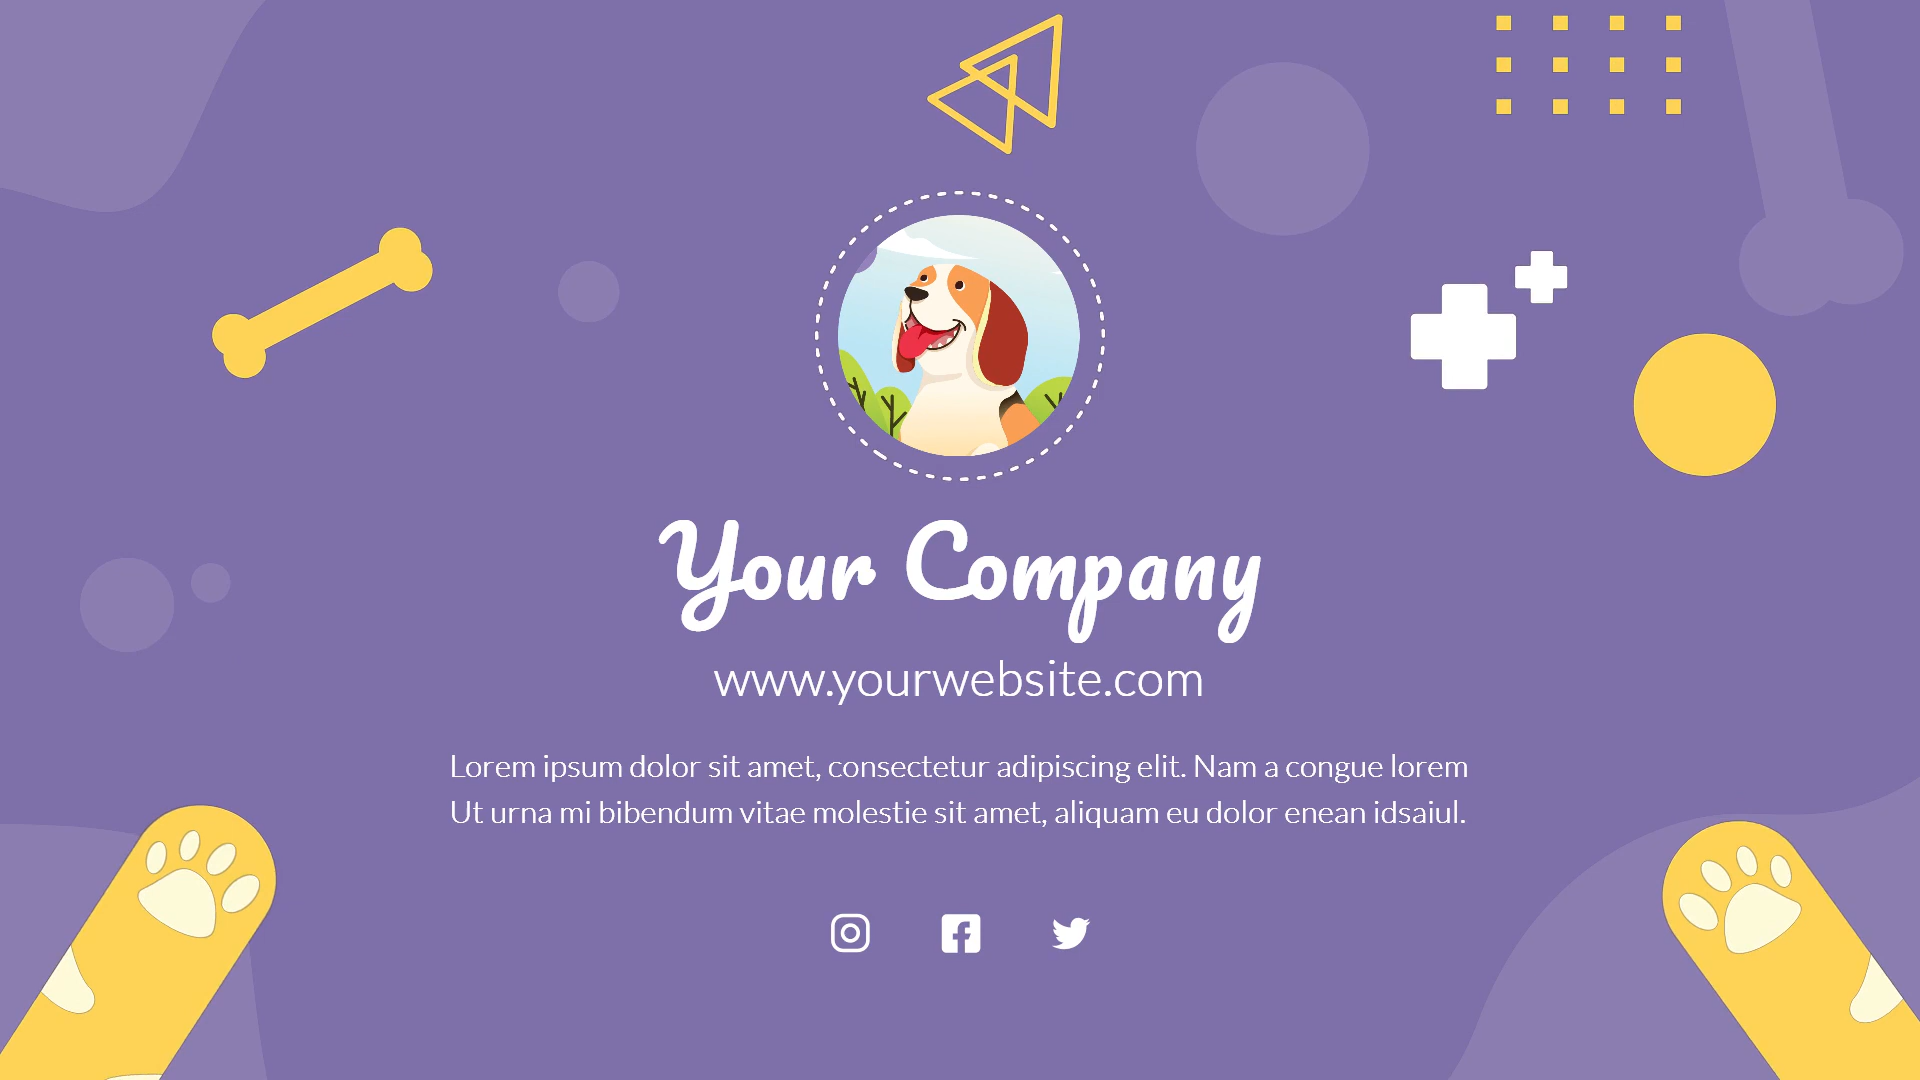 Your Company
www.yourwebsite.com
Lorem ipsum dolor sit amet, consectetur adipiscing elit. Nam a congue lorem
Ut urna mi bibendum vitae molestie sit amet, aliquam eu dolor enean idsaiul.